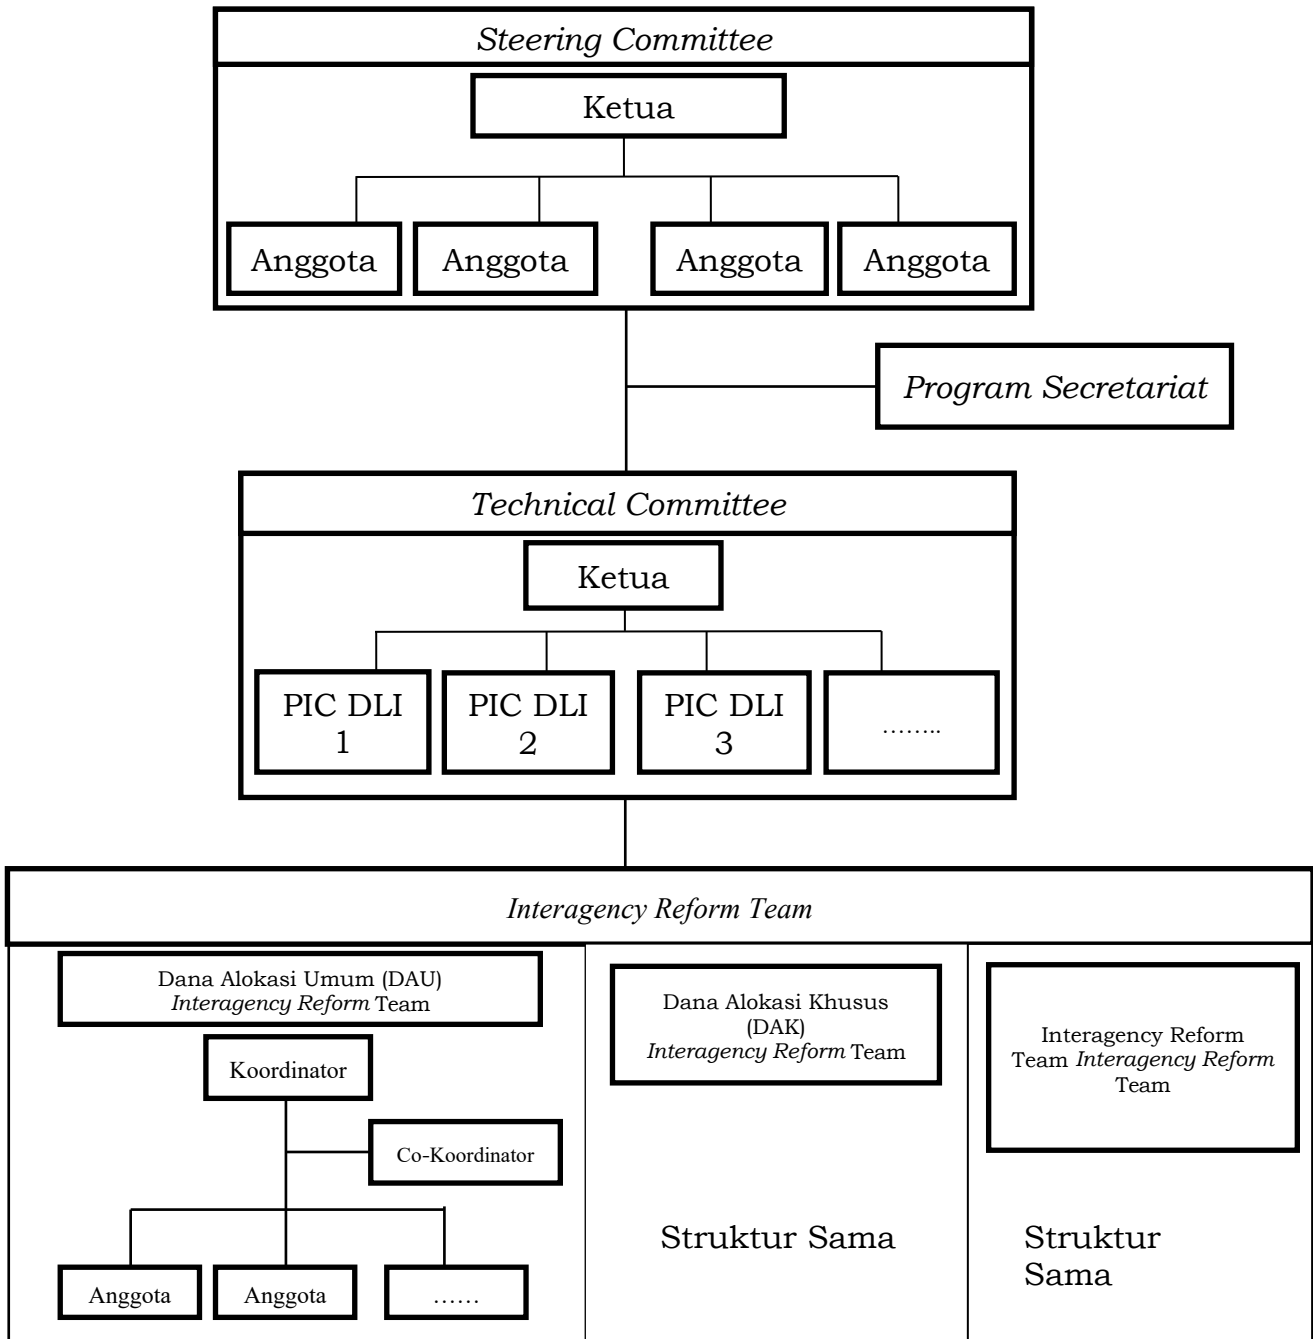 Steering Committee
Ketua
Anggota
Anggota
Anggota
Anggota
Program Secretariat
Technical Committee
Ketua
PIC DLI
1
PIC DLI
2
PIC DLI
3
……..
Interagency Reform Team
Dana Alokasi Umum (DAU)
Interagency Reform Team
Koordinator
Co-Koordinator
Anggota
Anggota
……
Dana Alokasi Khusus
(DAK)
Interagency Reform Team
Struktur Sama
Interagency Reform
Team Interagency Reform
Team
Struktur
Sama